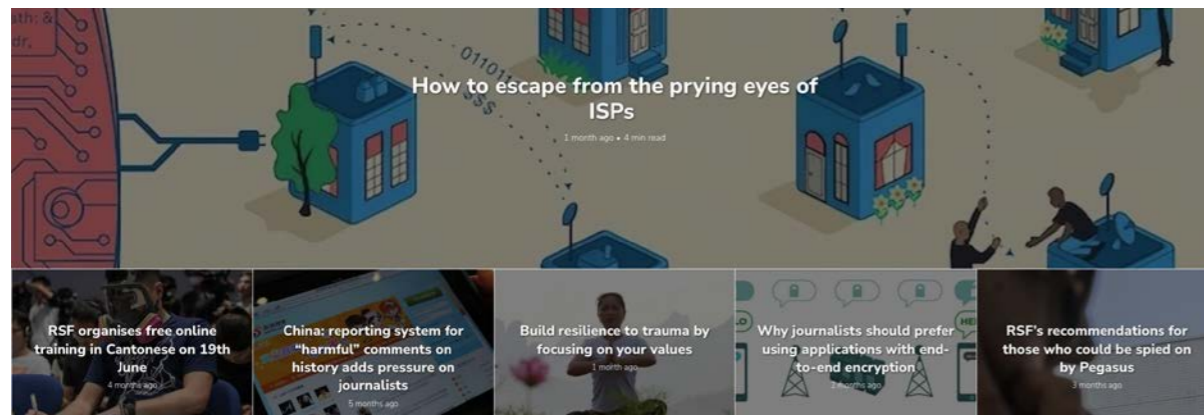 ath: &
dr,
01101
$$$
How to escape from the prying eyes of
ISPs
1 month ago • 4 min read
RSF organises free online
training in Cantonese on 19th
June
4 months ago
China: reporting system for
“harmful” comments on
history adds pressure on
journalists
5 months ago
Build resilience to trauma by
focusing on your values
1 month ago
Why journalists should prefer
using applications with end-
to-end encryption
2 months ago
RSF’s recommendations for
those who could be spied on
by Pegasus
3 months ago